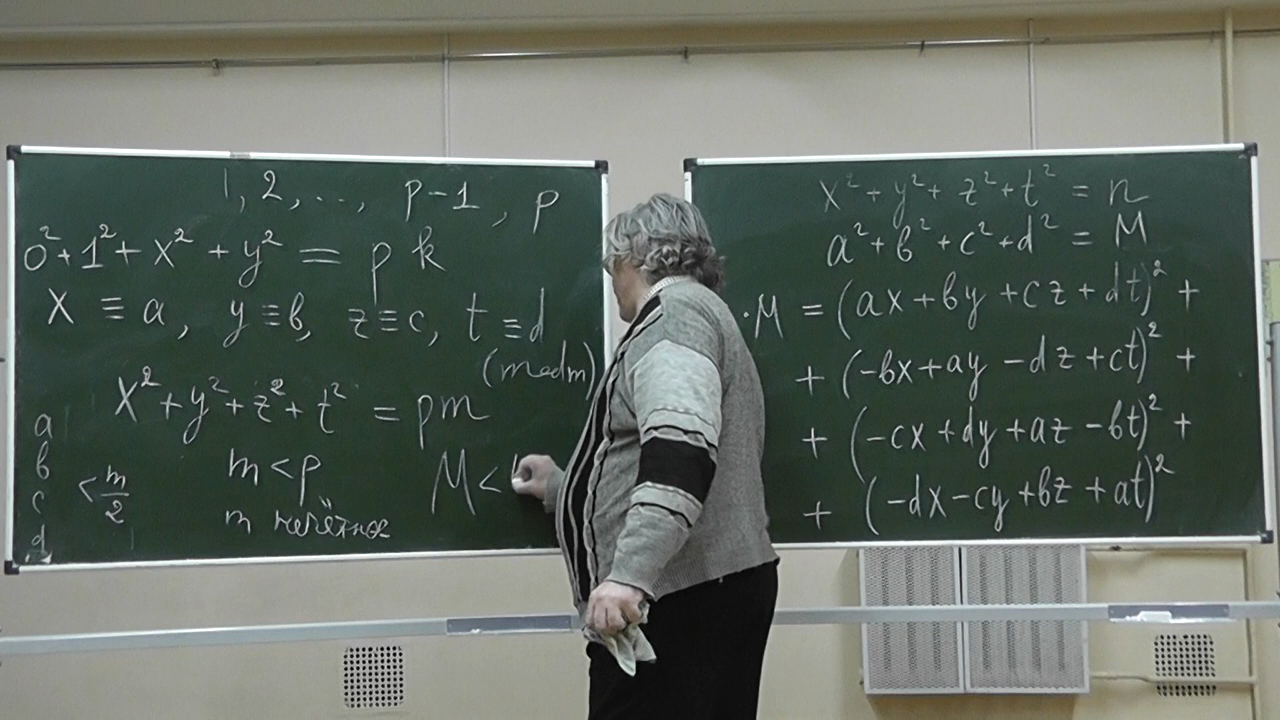 1, 2, ..., p-1, p
0² + 1² + x² + y² = p k
x ≡ a, y ≡ b, z ≡ c, t ≡ d
(mod m)
x² + y² + z² + t² = pm
a
b
c
d
< m/2
m < p
m нечётное
M <
x² + y² + z² + t² = n
a² + b² + c² + d² = M
·M = (ax + by + cz + dt)² +
+ (-bx + ay - dz + ct)² +
+ (-cx + dy + az - bt)² +
+ (-dx - cy + bz + at)²